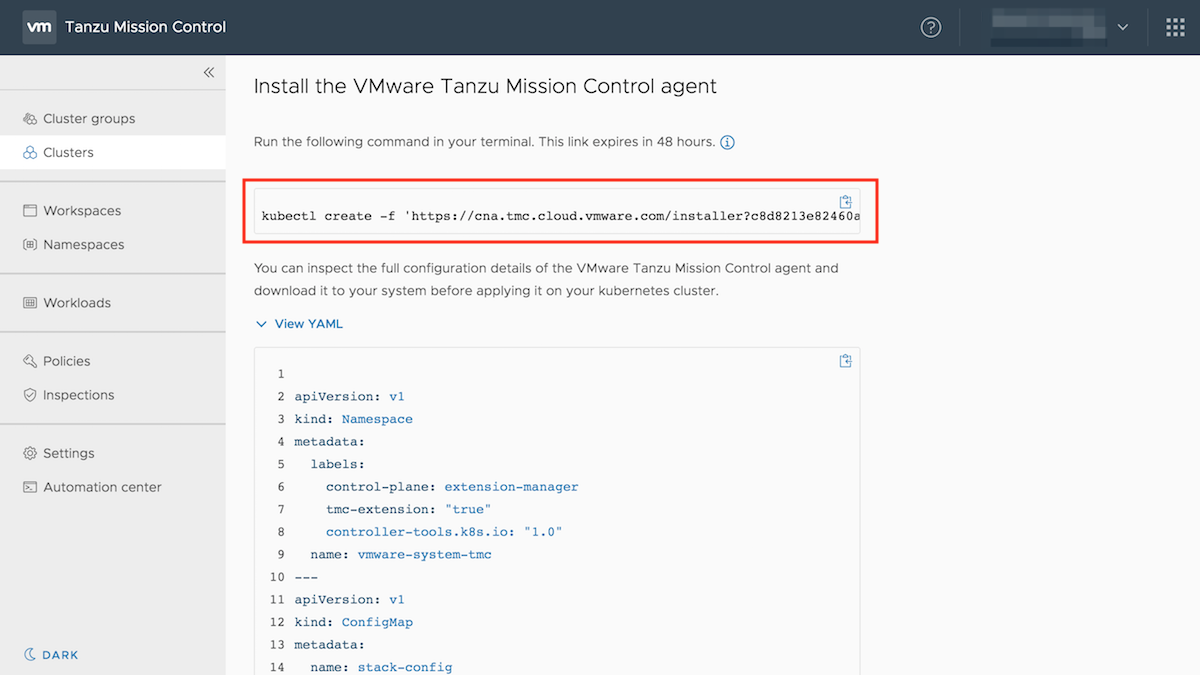 vm Tanzu Mission Control
Cluster groups
Clusters
Workspaces
Namespaces
Workloads
Policies
Inspections
Settings
Automation center
DARK
Install the VMware Tanzu Mission Control agent
Run the following command in your terminal. This link expires in 48 hours.
kubectl create -f 'https://cna.tmc.cloud.vmware.com/installer?c8d8213e82460a
You can inspect the full configuration details of the VMware Tanzu Mission Control agent and
download it to your system before applying it on your kubernetes cluster.
View YAML
1
2 apiVersion: v1
3 kind: Namespace
4 metadata:
5   labels:
6     control-plane: extension-manager
7     tmc-extension: "true"
8     controller-tools.k8s.io: "1.0"
9   name: vmware-system-tmc
10 ---
11 apiVersion: v1
12 kind: ConfigMap
13 metadata:
14   name: stack-config